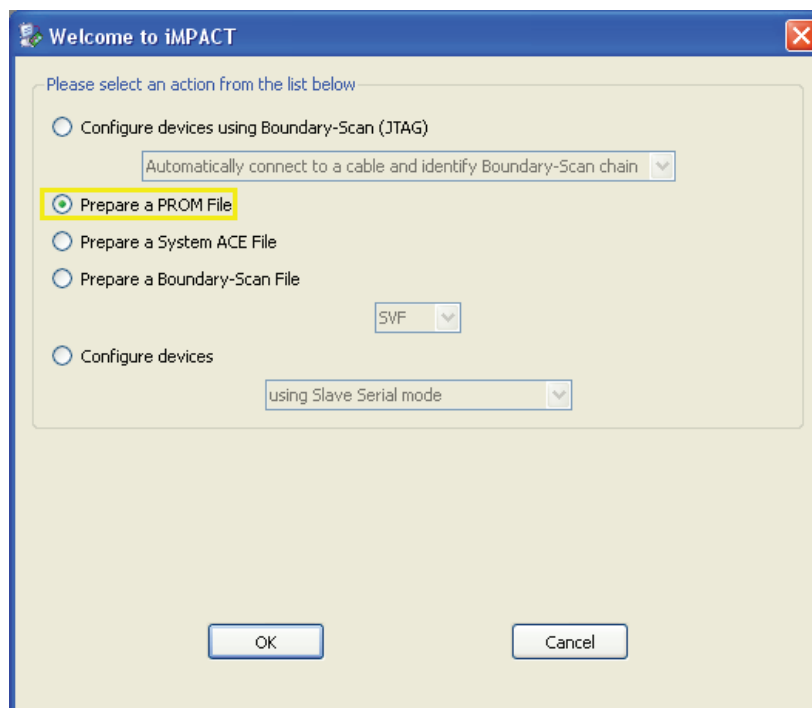 Welcome to iMPACT
Please select an action from the list below
Configure devices using Boundary-Scan (JTAG)
Automatically connect to a cable and identify Boundary-Scan chain
Prepare a PROM File
Prepare a System ACE File
Prepare a Boundary-Scan File
SVF
Configure devices
using Slave Serial mode
OK Cancel